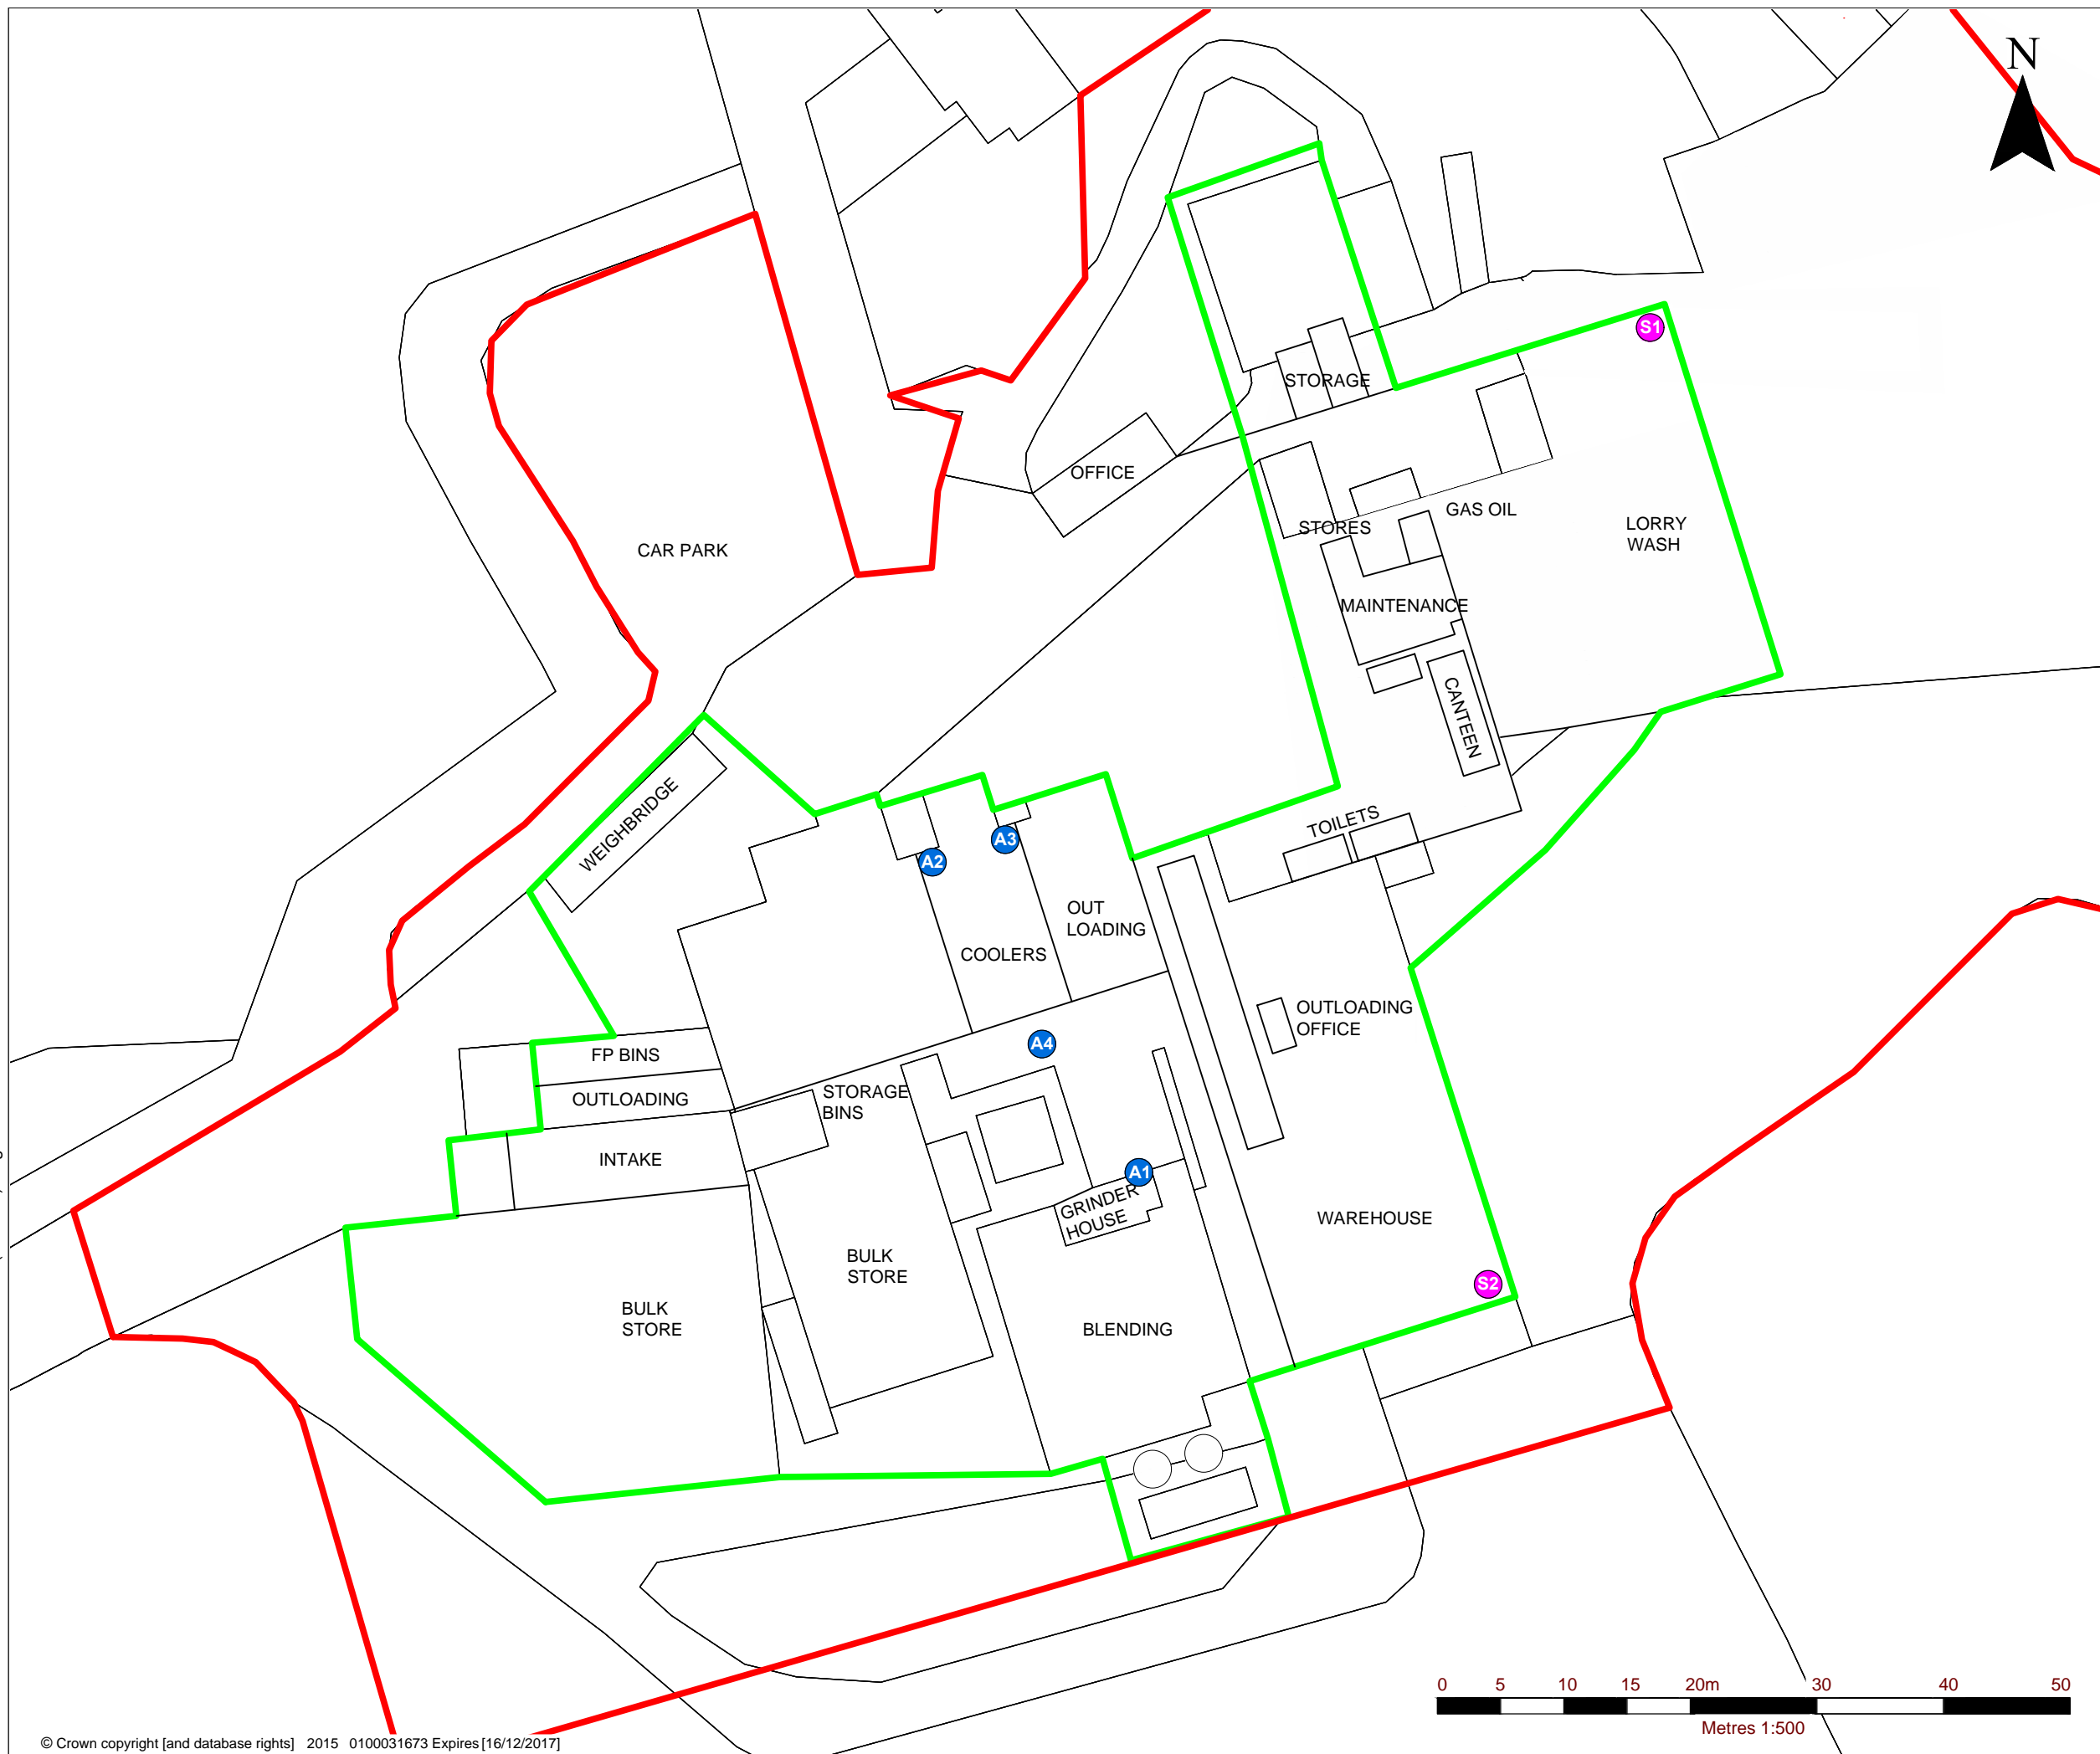 N
S1
STORAGE
OFFICE
GAS OIL
STORES
LORRY
WASH
CAR PARK
MAINTENANCE
CANTEEN
WEIGHBRIDGE
TOILETS
A3
A2
OUT
LOADING
COOLERS
OUTLOADING
OFFICE
A4
FP BINS
OUTLOADING
STORAGE
BINS
INTAKE
A1
GRINDER
HOUSE
WAREHOUSE
BULK
STORE
S2
BULK
STORE
BLENDING
0 5 10 15 20m 30 40 50
Metres 1:500
© Crown copyright [and database rights] 2015 0100031673 Expires [16/12/2017]